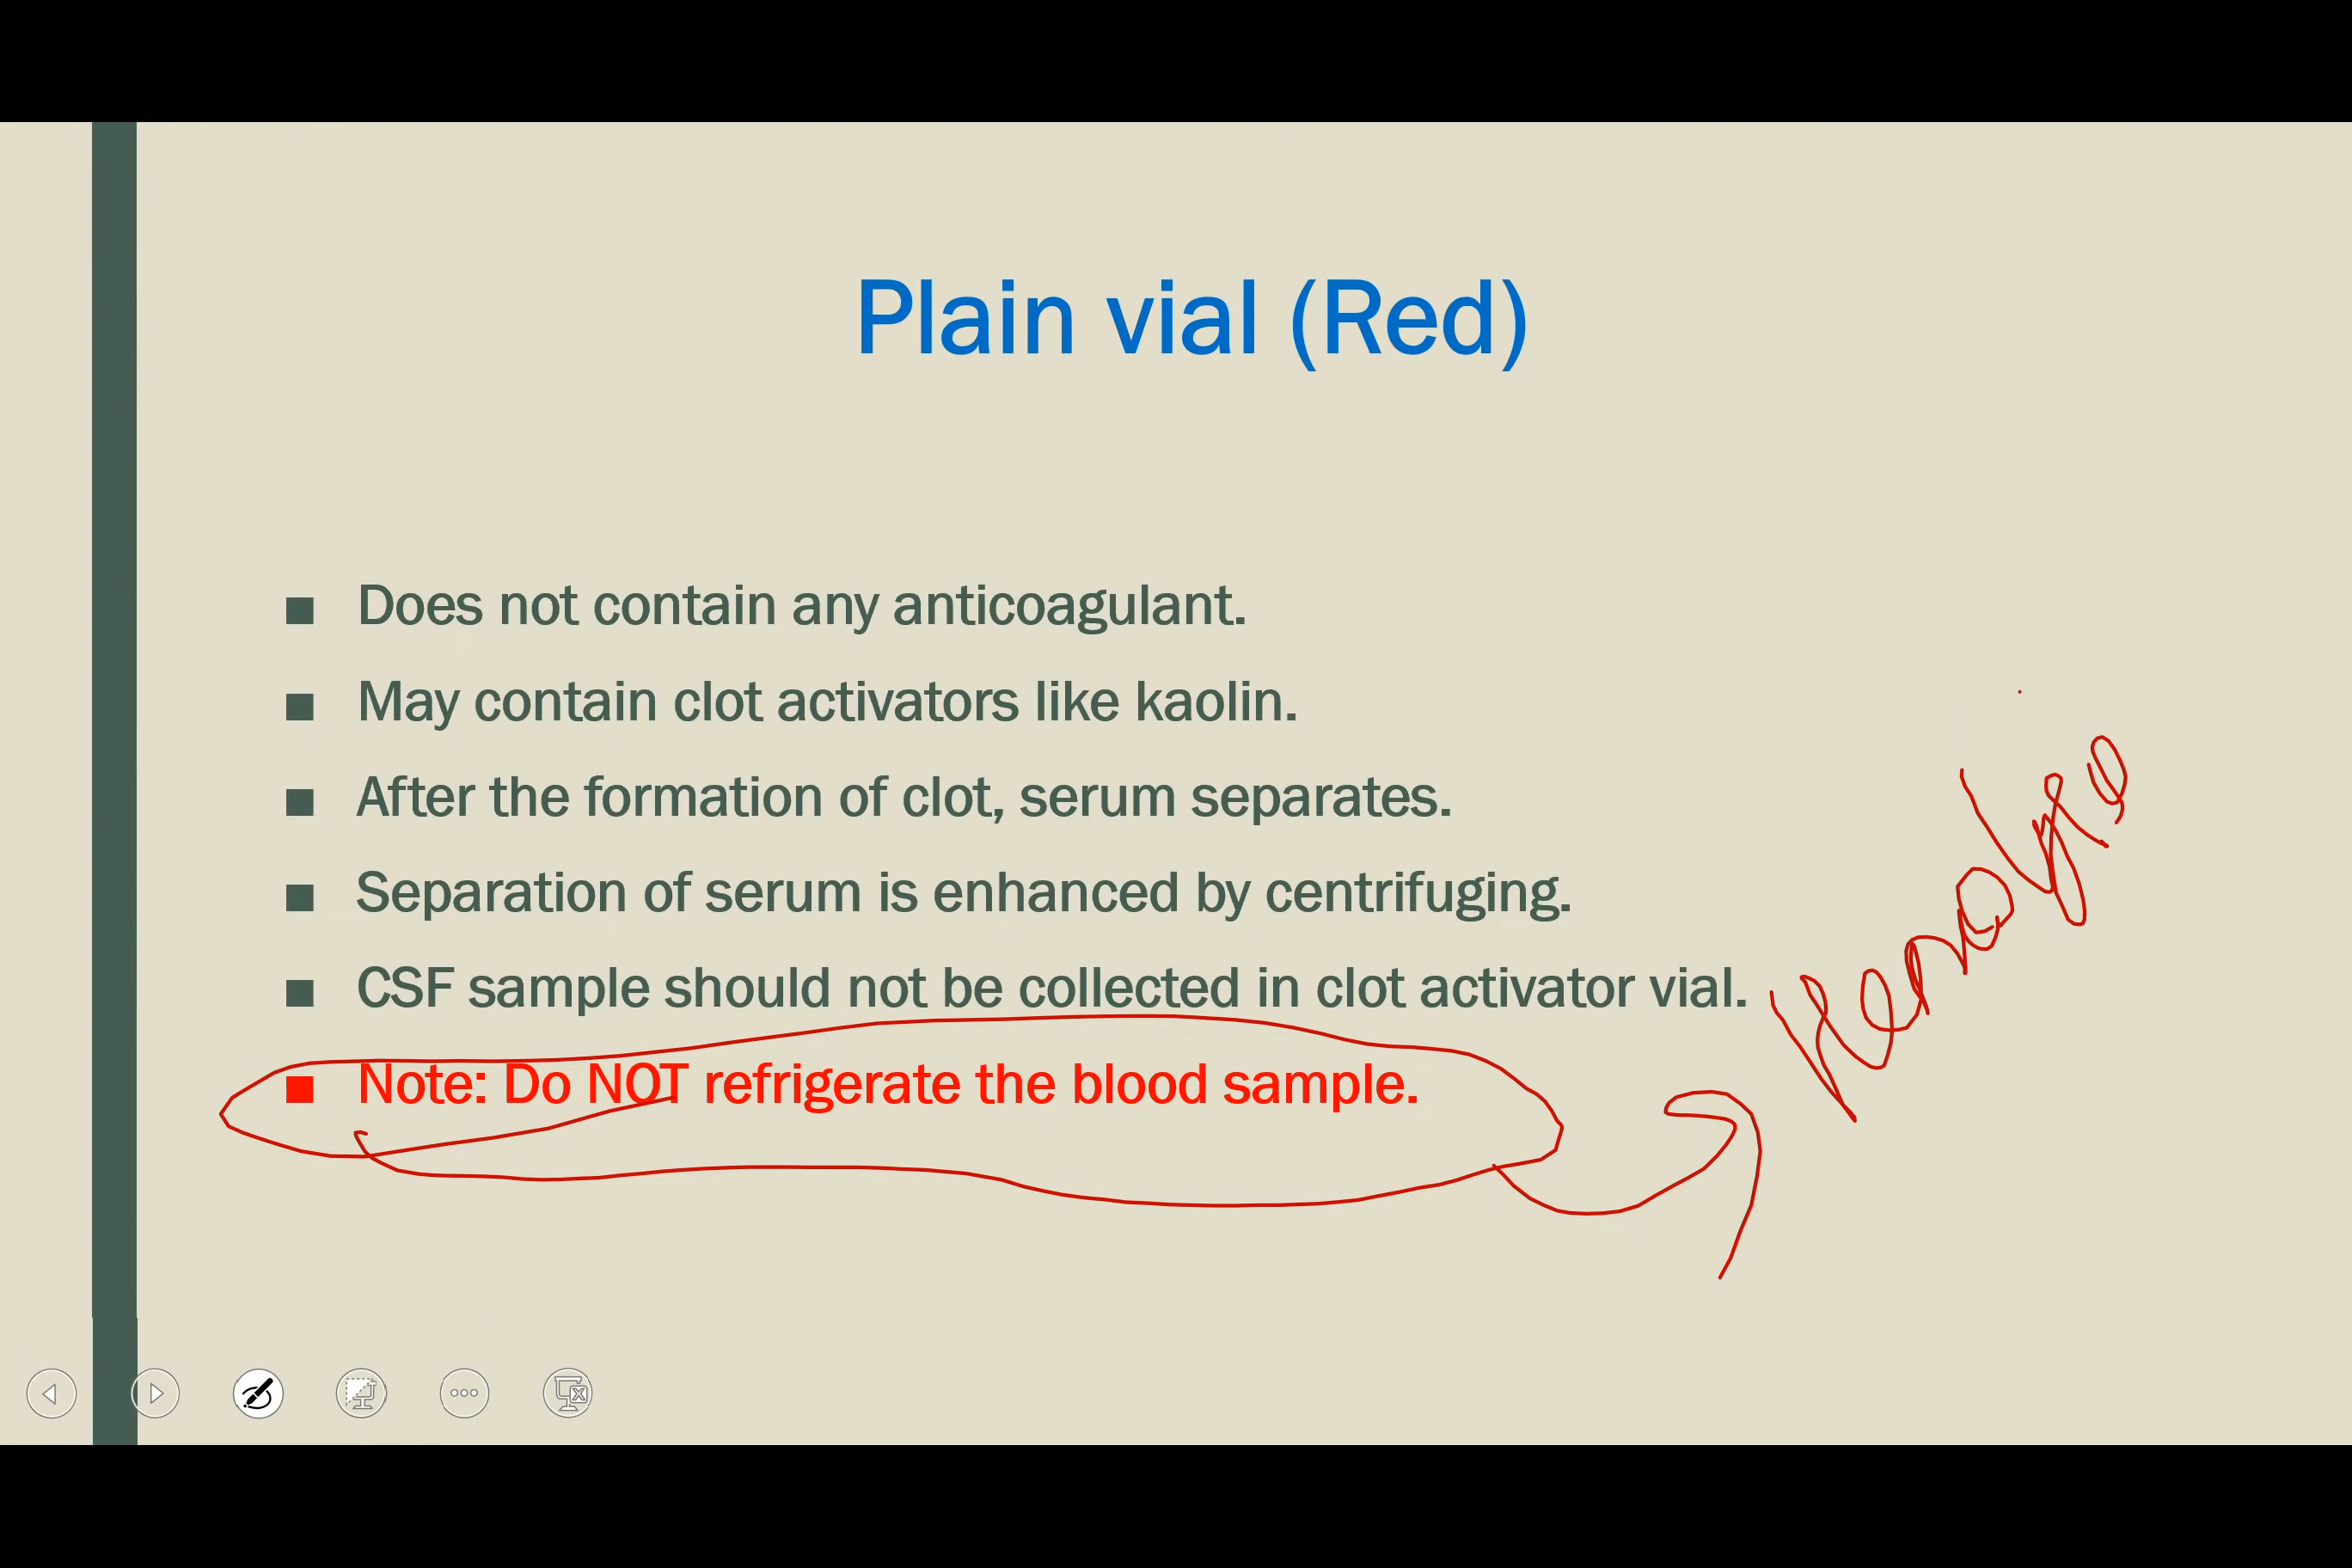 Plain vial (Red)
Does not contain any anticoagulant.
May contain clot activators like kaolin.
After the formation of clot, serum separates.
Separation of serum is enhanced by centrifuging.
CSF sample should not be collected in clot activator vial.
Note: Do NOT refrigerate the blood sample.